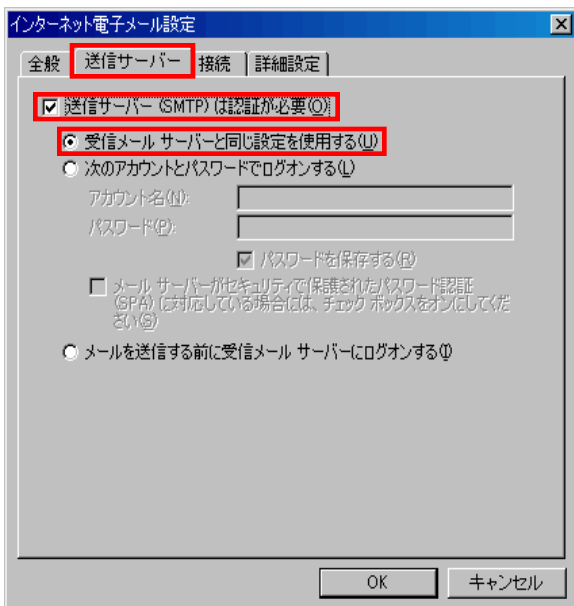 インターネット電子メール設定
全般 送信サーバー 接続 詳細設定
送信サーバー (SMTP) は認証が必要(O)
受信メール サーバーと同じ設定を使用する(U)
次のアカウントとパスワードでログオンする(L)
アカウント名(N):
パスワード(P):
パスワードを保存する(R)
メール サーバーがセキュリティで保護されたパスワード認証
(SPA) に対応している場合には、チェック ボックスをオンにしてくだ
さい(S)
メールを送信する前に受信メール サーバーにログオンする(I)
OK キャンセル